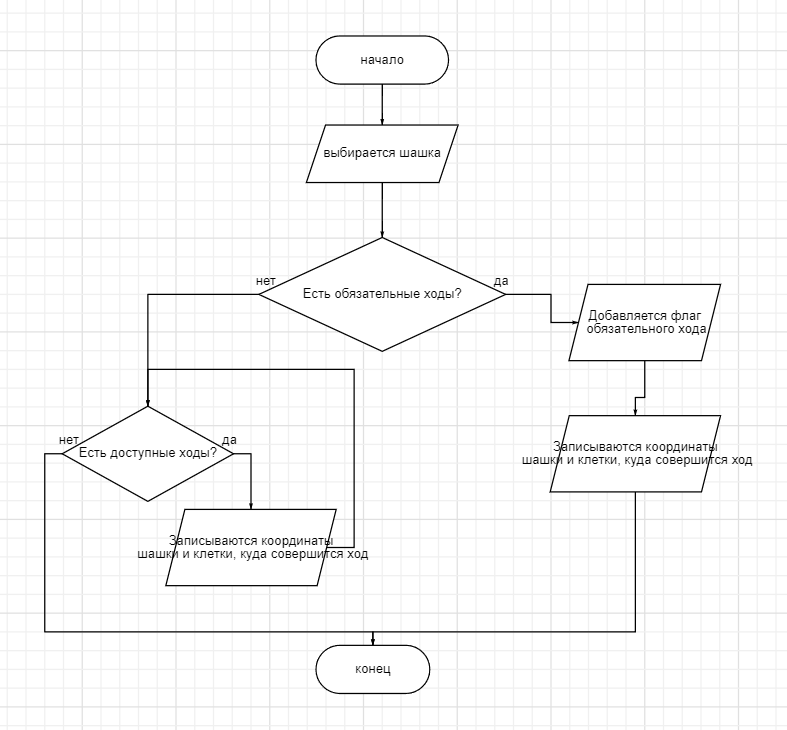 начало
выбирается шашка
нет
да
Есть обязательные ходы?
Добавляется флаг
обязательного хода
нет
да
Есть доступные ходы?
Записываются координаты
шашки и клетки, куда совершится ход
Записываются координаты
шашки и клетки, куда совершится ход
конец